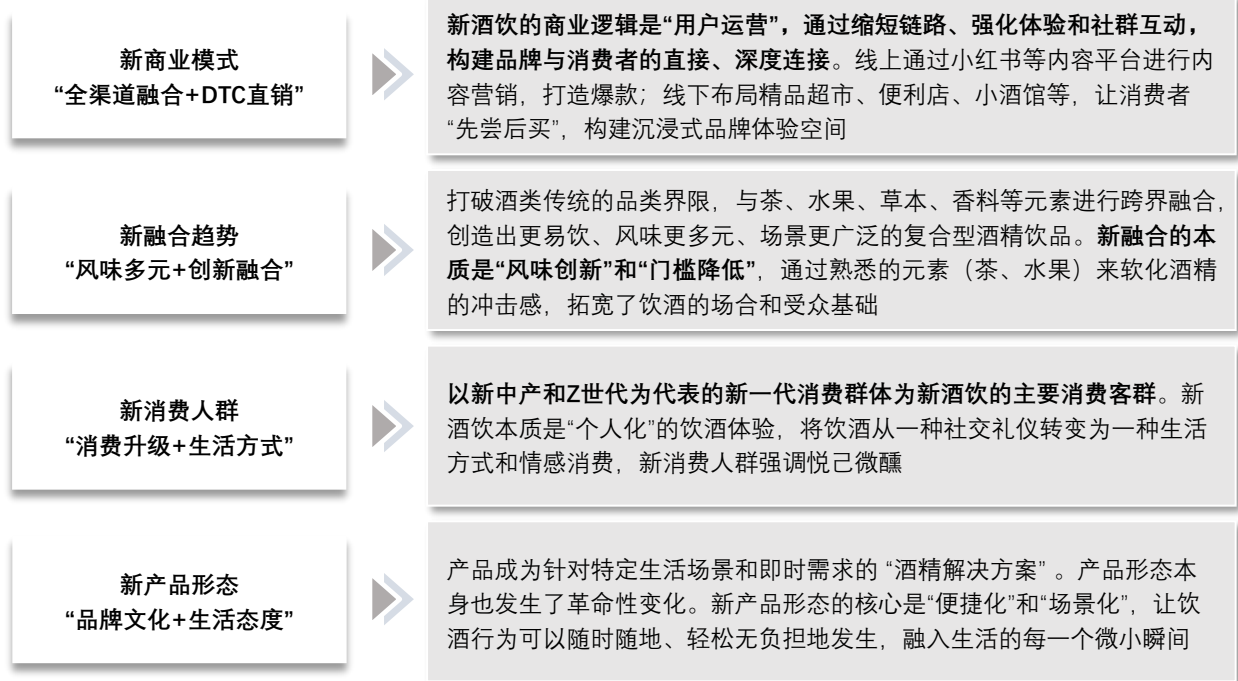 新商业模式
“全渠道融合+DTC直销”
新酒饮的商业逻辑是“用户运营”，通过缩短链路、强化体验和社群互动，
构建品牌与消费者的直接、深度连接。线上通过小红书等内容平台进行内
容营销，打造爆款；线下布局精品超市、便利店、小酒馆等，让消费者
“先尝后买”，构建沉浸式品牌体验空间
新融合趋势
“风味多元+创新融合”
打破酒类传统的品类界限，与茶、水果、草本、香料等元素进行跨界融合，
创造出更易饮、风味更多元、场景更广泛的复合型酒精饮品。新融合的本
质是“风味创新”和“门槛降低”，通过熟悉的元素（茶、水果）来软化酒精
的冲击感，拓宽了饮酒的场合和受众基础
新消费人群
“消费升级+生活方式”
以新中产和Z世代为代表的新一代消费群体为新酒饮的主要消费客群。新
酒饮本质是“个人化”的饮酒体验，将饮酒从一种社交礼仪转变为一种生活
方式和情感消费，新消费人群强调悦己微醺
新产品形态
“品牌文化+生活态度”
产品成为针对特定生活场景和即时需求的 “酒精解决方案” 。产品形态本
身也发生了革命性变化。新产品形态的核心是“便捷化”和“场景化”，让饮
酒行为可以随时随地、轻松无负担地发生，融入生活的每一个微小瞬间